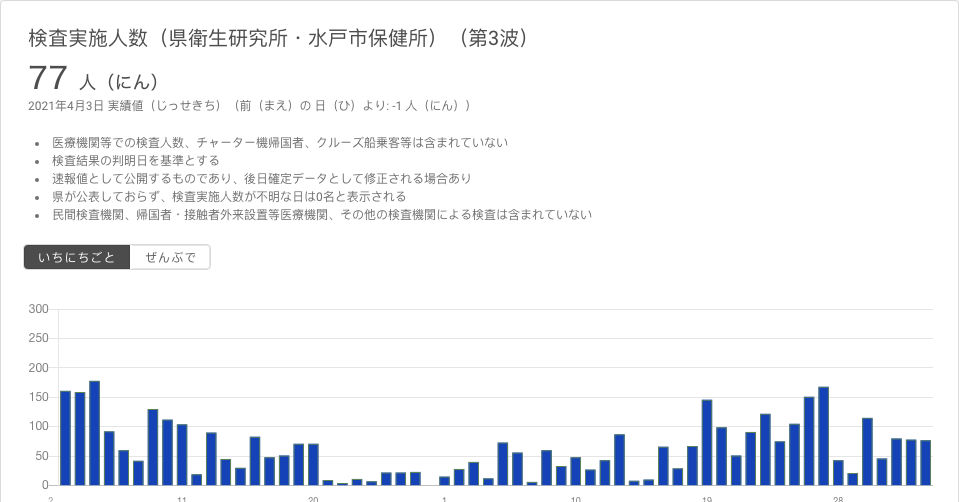 検査実施人数（県衛生研究所・水戸市保健所）（第3波）
77 人（にん）
2021年4月3日 実績値（じっせきち）（前（まえ）の 日（ひ）より: -1 人（にん））
医療機関等での検査人数、チャーター機帰国者、クルーズ船乗客等は含まれていない
検査結果の判明日を基準とする
速報値として公開するものであり、後日確定データとして修正される場合あり
県が公表しておらず、検査実施人数が不明な日は0名と表示される
民間検査機関、帰国者・接触者外来設置等医療機関、その他の検査機関による検査は含まれていない
いちにちごと ぜんぶで
300
250
200
150
100
50
0
2 11 20 1 10 19 28